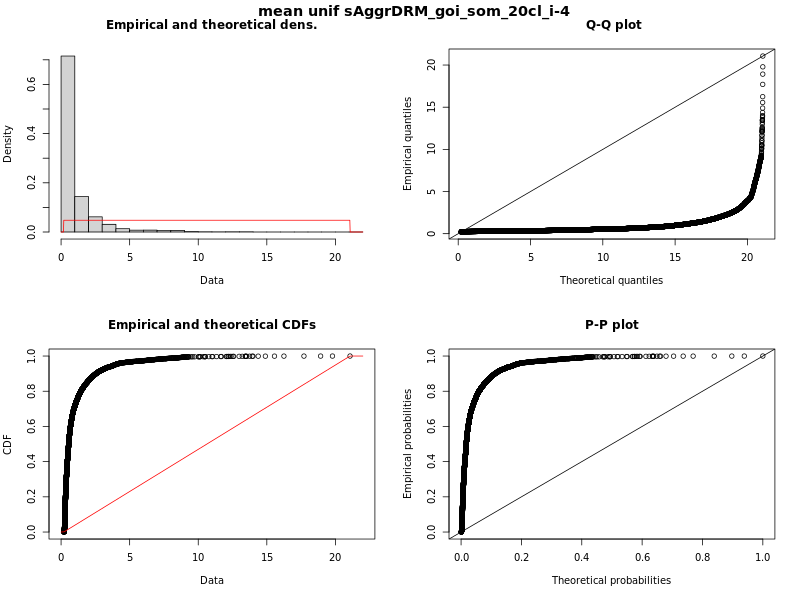 mean unif sAggrDRM_goi_som_20cl_i-4
Empirical and theoretical dens.
Density
0.0 0.2 0.4 0.6
0 5 10 15 20
Data
Q-Q plot
Empirical quantiles
0 5 10 15 20
0 5 10 15 20
Theoretical quantiles
Empirical and theoretical CDFs
CDF
0.0 0.2 0.4 0.6 0.8 1.0
0 5 10 15 20
Data
P-P plot
Empirical probabilities
0.0 0.2 0.4 0.6 0.8 1.0
0.0 0.2 0.4 0.6 0.8 1.0
Theoretical probabilities